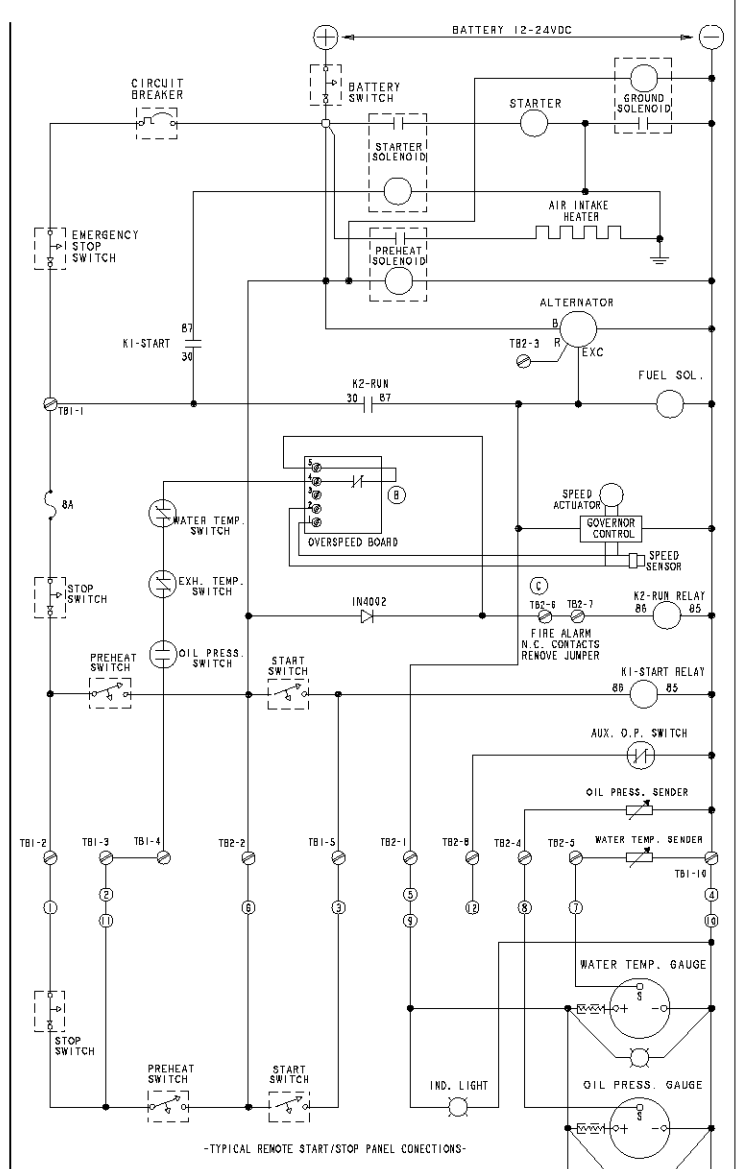 BATTERY 12-24VDC
CIRCUIT
BREAKER
BATTERY
SWITCH
STARTER
GROUND
SOLENOID
STARTER
SOLENOID
EMERGENCY
STOP
SWITCH
AIR INTAKE
HEATER
PREHEAT
SOLENOID
ALTERNATOR
B
R
EXC
TB2-3
87
K1-START
30
K2-RUN
30 87
FUEL SOL.
TB1-1
8A
5
4
3
2
1
B
OVERSPEED BOARD
WATER TEMP.
SWITCH
SPEED
ACTUATOR
GOVERNOR
CONTROL
SPEED
SENSOR
EXH. TEMP.
SWITCH
STOP
SWITCH
1N4002
C
TB2-6 TB2-7
K2-RUN RELAY
86 85
FIRE ALARM
N.C. CONTACTS
REMOVE JUMPER
OIL PRESS.
SWITCH
PREHEAT
SWITCH
START
SWITCH
K1-START RELAY
86 85
AUX. O.P. SWITCH
OIL PRESS. SENDER
TB1-2 TB1-3 TB1-4 TB2-2 TB1-5 TB2-1 TB2-8 TB2-4 TB2-5 WATER TEMP. SENDER
TB1-10
1 2 6 3 5 12 8 7 4
11 9 10
WATER TEMP. GAUGE
S
+ -
STOP
SWITCH
PREHEAT
SWITCH
START
SWITCH
IND. LIGHT
OIL PRESS. GAUGE
S
+ -
-TYPICAL REMOTE START/STOP PANEL CONECTIONS-